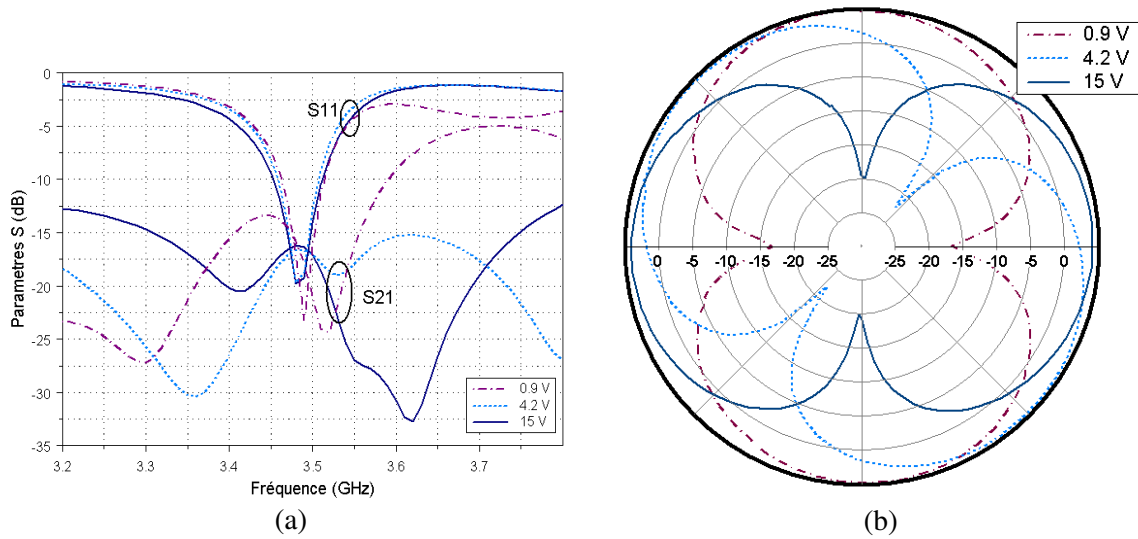 0
-5
-10
-15
-20
-25
-30
-35
Parametres S (dB)
S11
S21
0.9 V
4.2 V
15 V
3.2 3.3 3.4 3.5 3.6 3.7
Fréquence (GHz)
(a)
0.9 V
4.2 V
15 V
0 -5 -10 -15 -20 -25 -25 -20 -15 -10 -5 0
(b)